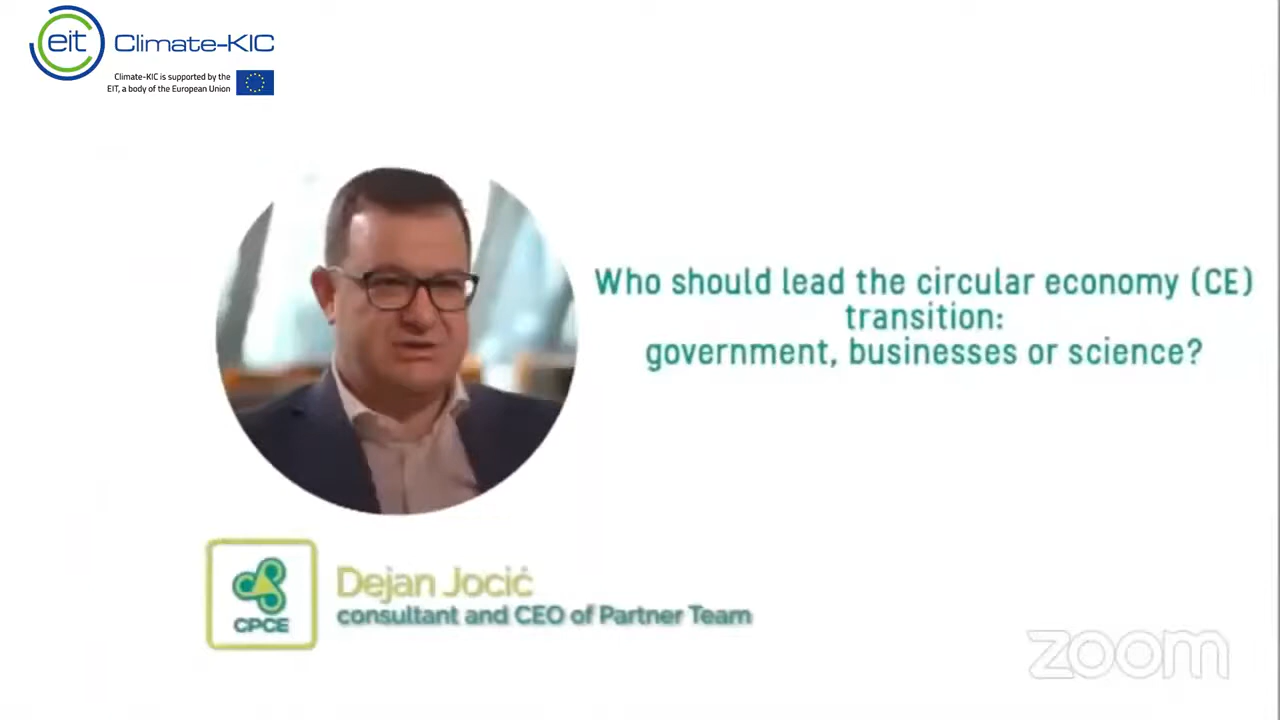 eit Climate-KIC
Climate-KIC is supported by the
EIT, a body of the European Union
Who should lead the circular economy (CE)
transition:
government, businesses or science?
CPCE
Dejan Jocić
consultant and CEO of Partner Team
zoom